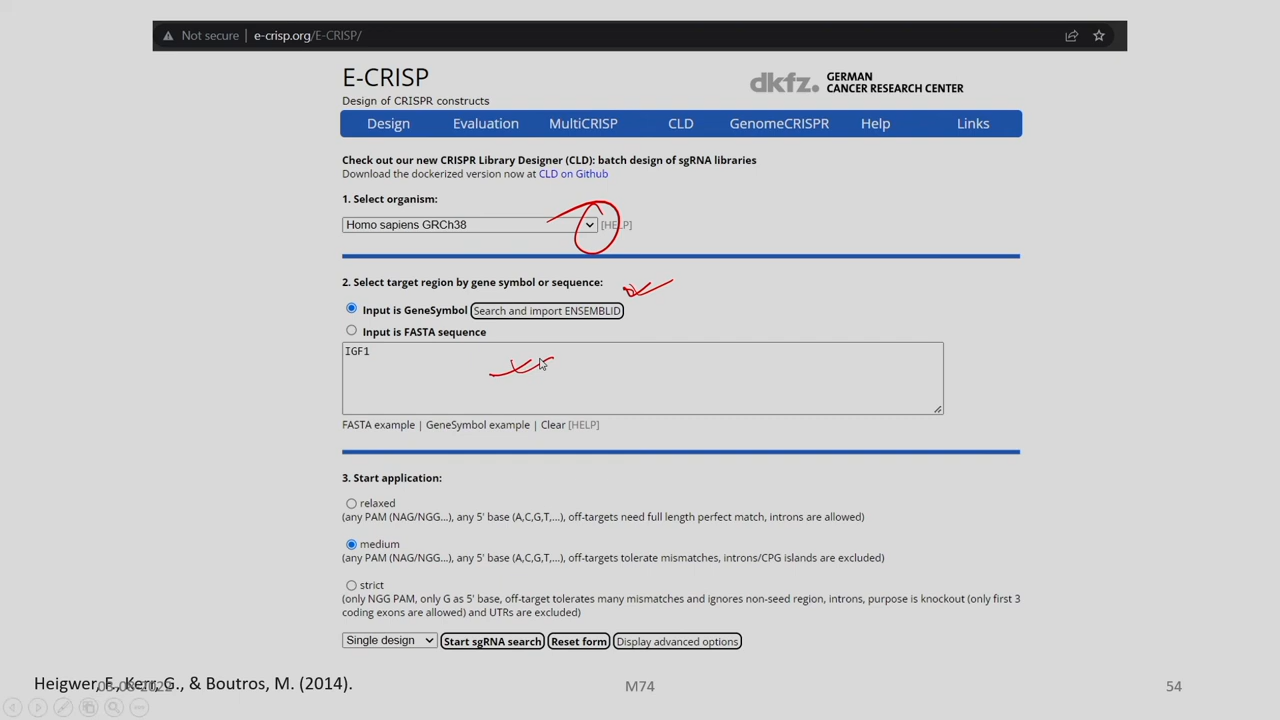 Not secure e-crisp.org/E-CRISP/
E-CRISP
Design of CRISPR constructs
dkfz. GERMAN
CANCER RESEARCH CENTER
Design Evaluation MultiCRISP CLD GenomeCRISPR Help Links
Check out our new CRISPR Library Designer (CLD): batch design of sgRNA libraries
Download the dockerized version now at CLD on Github
1. Select organism:
Homo sapiens GRCh38 [HELP]
2. Select target region by gene symbol or sequence:
Input is GeneSymbol Search and import ENSEMBLID
Input is FASTA sequence
IGF1
FASTA example | GeneSymbol example | Clear [HELP]
3. Start application:
relaxed
(any PAM (NAG/NGG...), any 5' base (A,C,G,T,...), off-targets need full length perfect match, introns are allowed)
medium
(any PAM (NAG/NGG...), any 5' base (A,C,G,T,...), off-targets tolerate mismatches, introns/CPG islands are excluded)
strict
(only NGG PAM, only G as 5' base, off-target tolerates many mismatches and ignores non-seed region, introns, purpose is knockout (only first 3
coding exons are allowed) and UTRs are excluded)
Single design Start sgRNA search Reset form Display advanced options
Heigwer, F., Kerr, G., & Boutros, M. (2014).
03-08-2022 M74 54